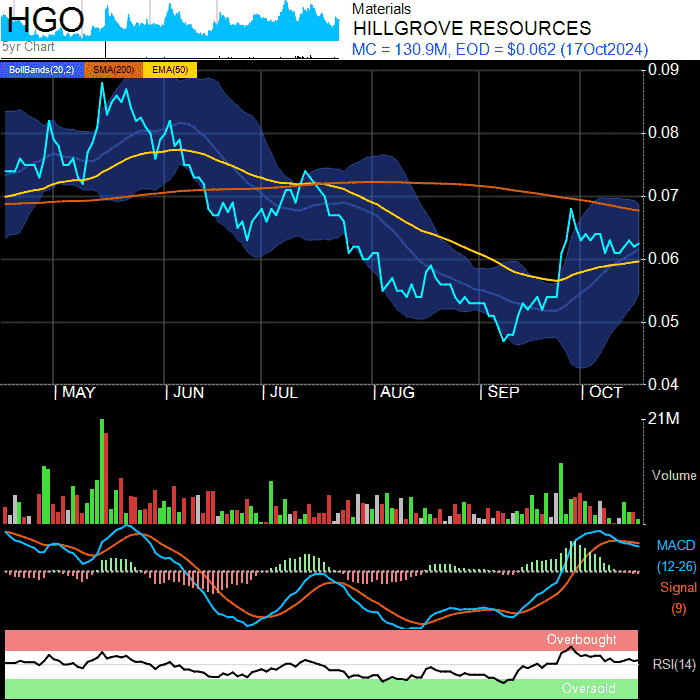 HGO
5yr Chart
Materials
HILLGROVE RESOURCES
MC = 130.9M, EOD = $0.062 (17Oct2024)
BollBands(20,2) SMA(200) EMA(50)
0.09
0.08
0.07
0.06
0.05
0.04
MAY JUN JUL AUG SEP OCT
21M
Volume
MACD
(12-26)
Signal
(9)
Overbought
RSI(14)
Oversold